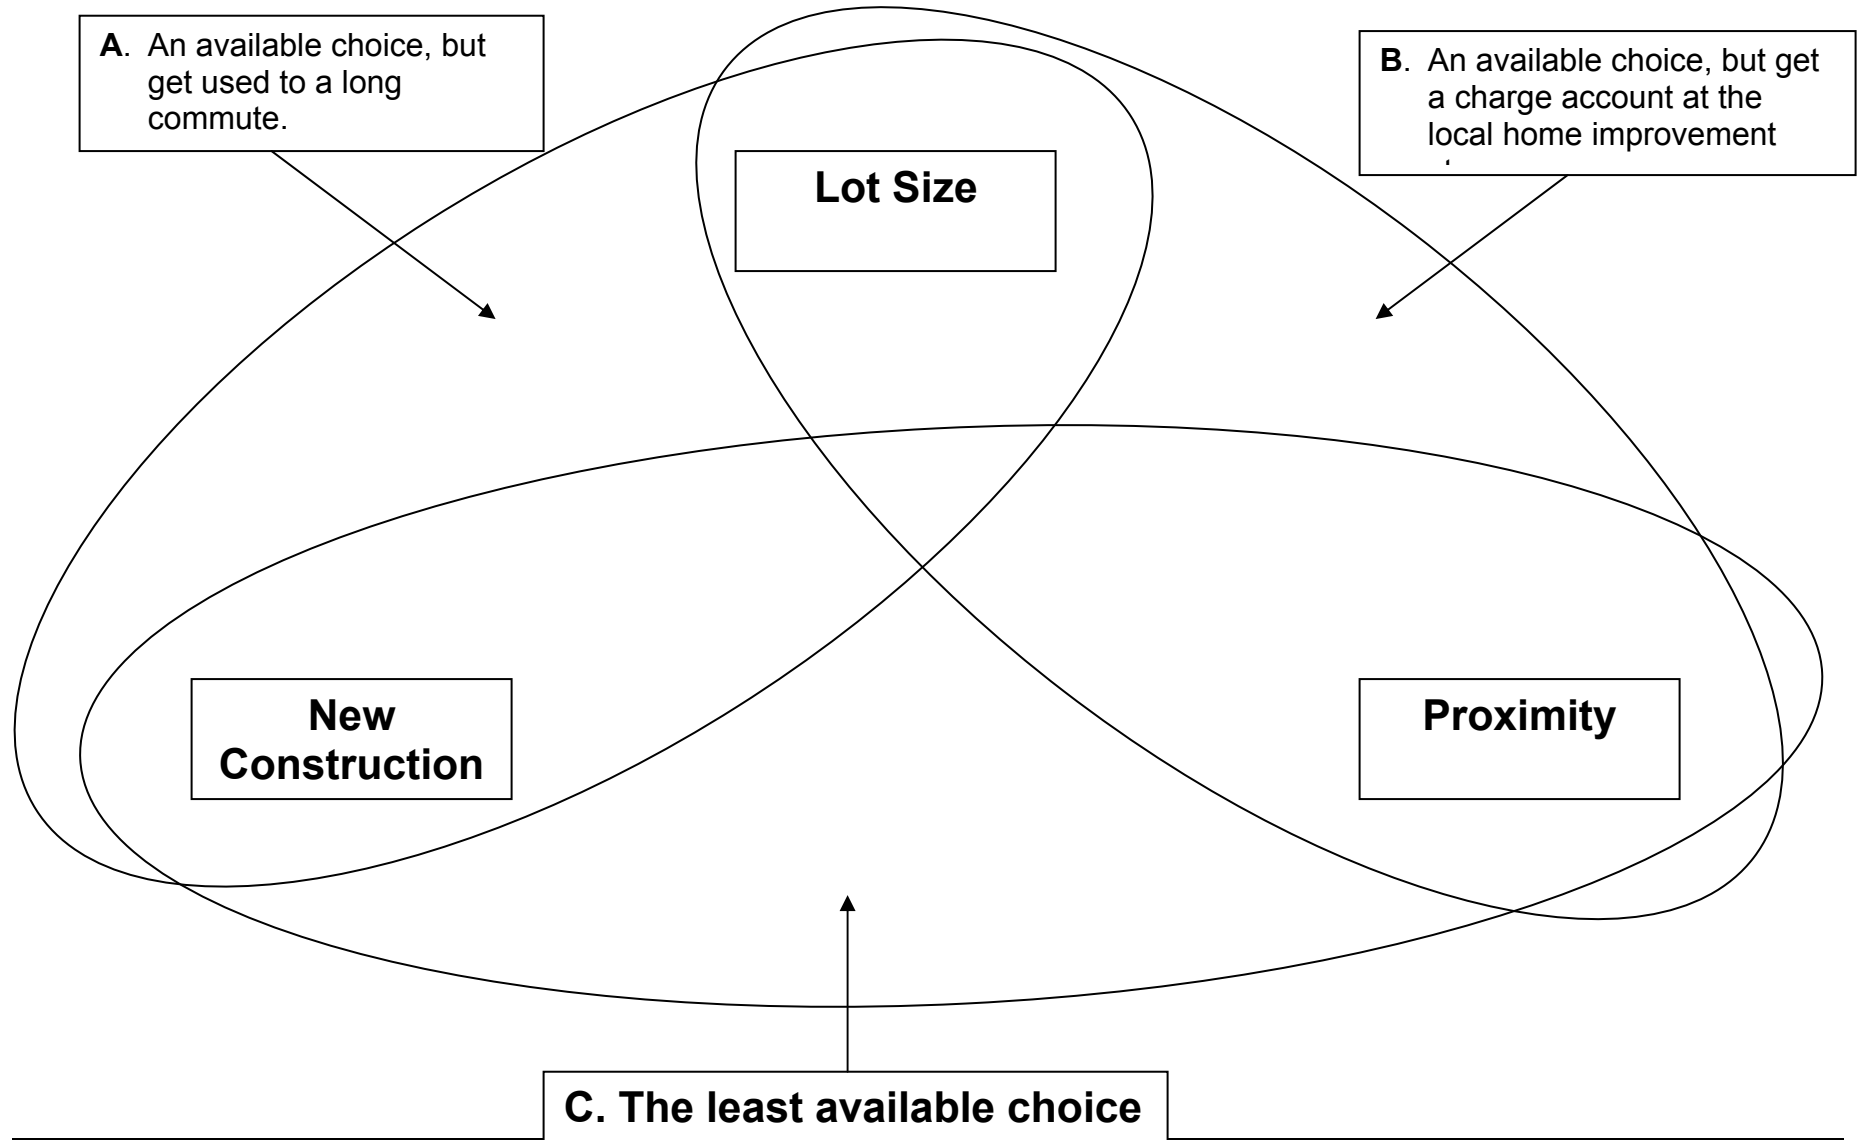 A. An available choice, but
get used to a long
commute.
B. An available choice, but get
a charge account at the
local home improvement
Lot Size
New
Construction
Proximity
C. The least available choice